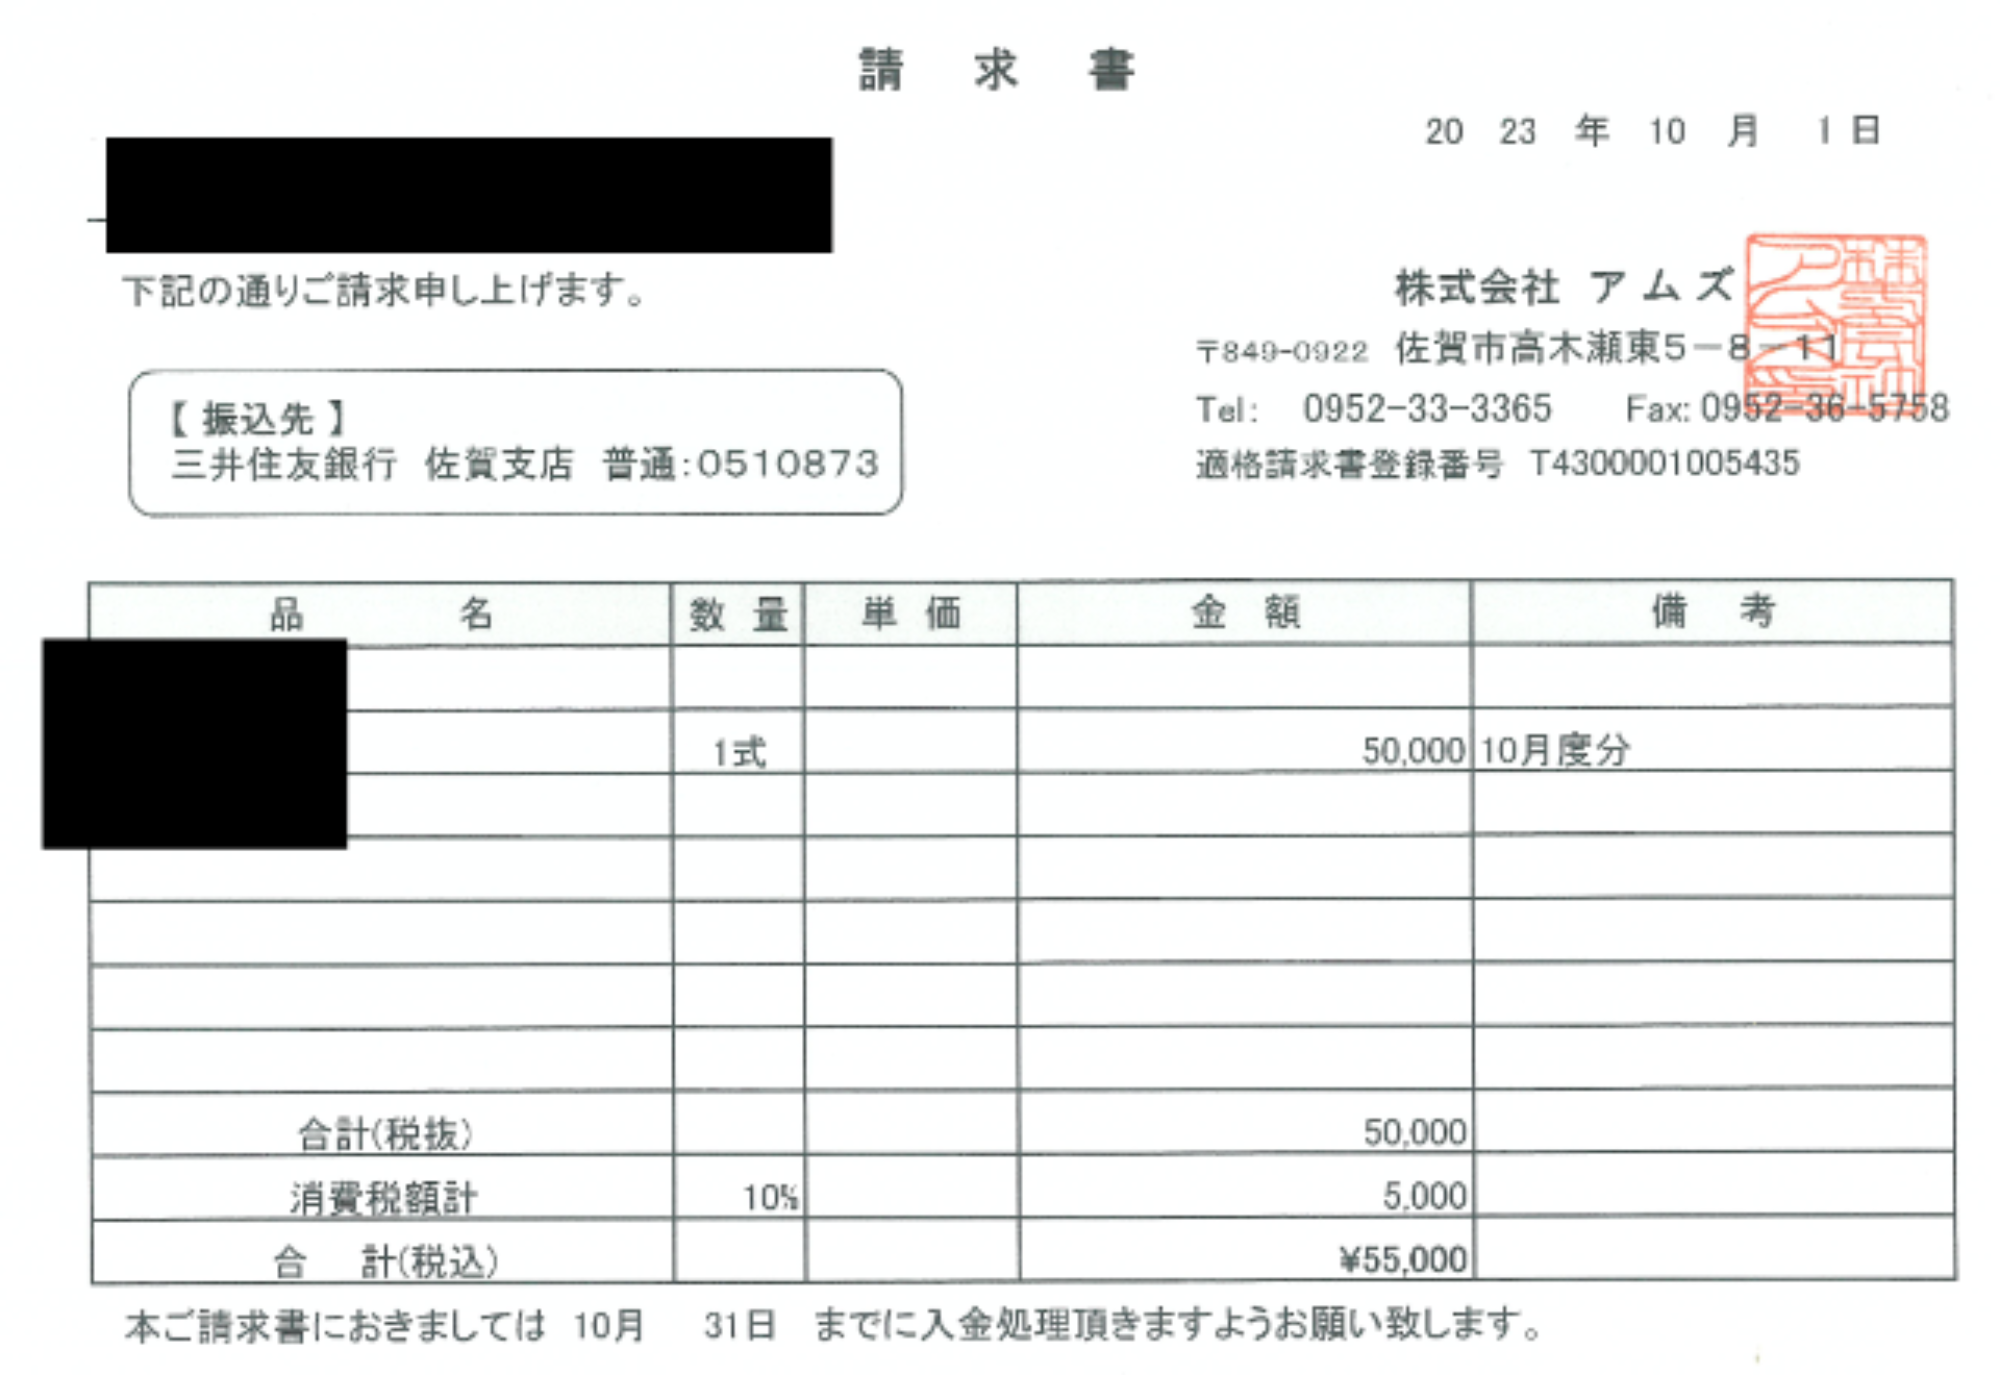 請求書
2023年10月1日
下記の通りご請求申し上げます。
株式会社 アムズ
〒849-0922 佐賀市高木瀬東5-8-11
Tel: 0952-33-3365 Fax: 0952-36-5758
適格請求書登録番号 T4300001005435
【 振込先 】
三井住友銀行 佐賀支店 普通:0510873
品名 数量 単価 金額 備考
1式 50,000 10月度分
合計(税抜) 50,000
消費税額計 10% 5,000
合計(税込) ¥55,000
本ご請求書におきましては 10月 31日 までに入金処理頂きますようお願い致します。